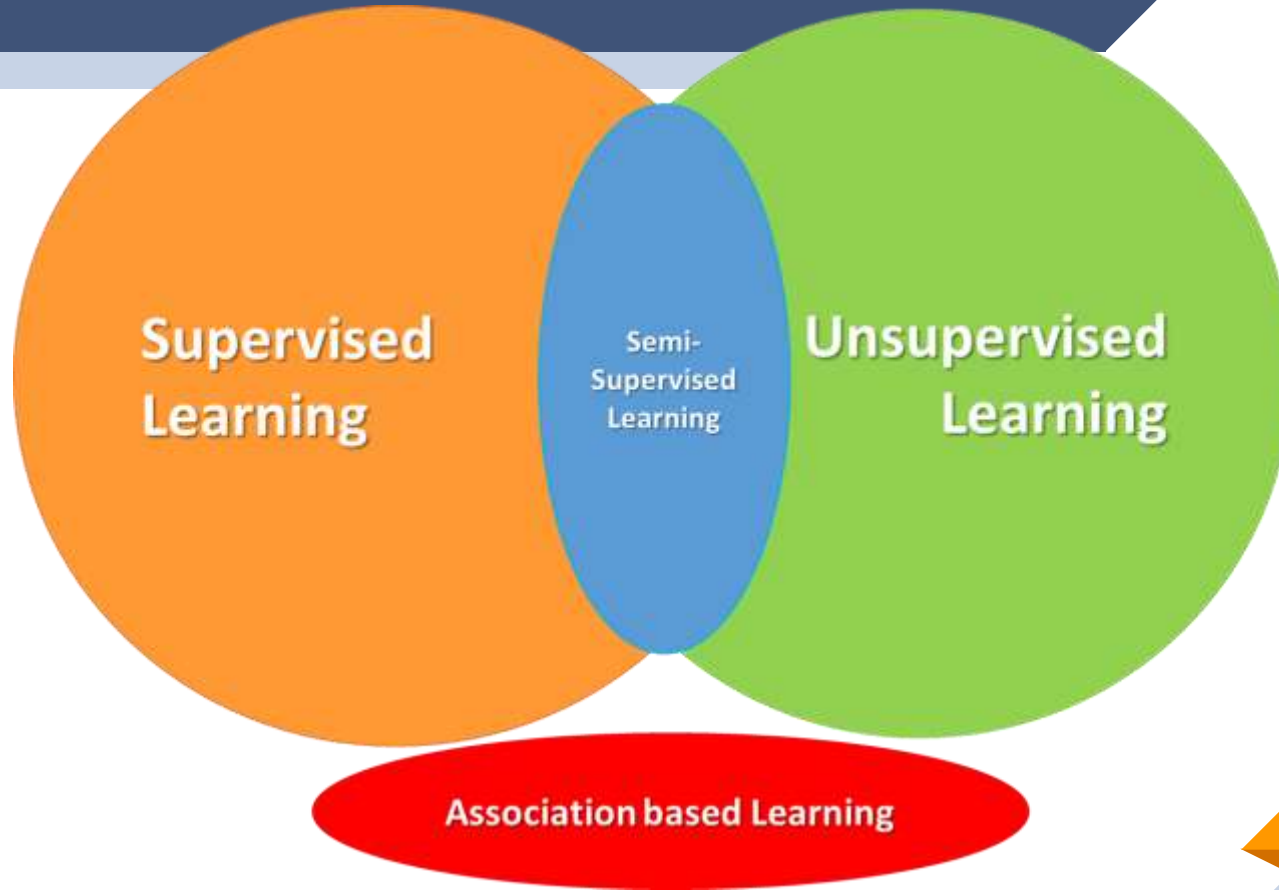 Supervised
Learning
Semi-
Supervised
Learning
Unsupervised
Learning
Association based Learning